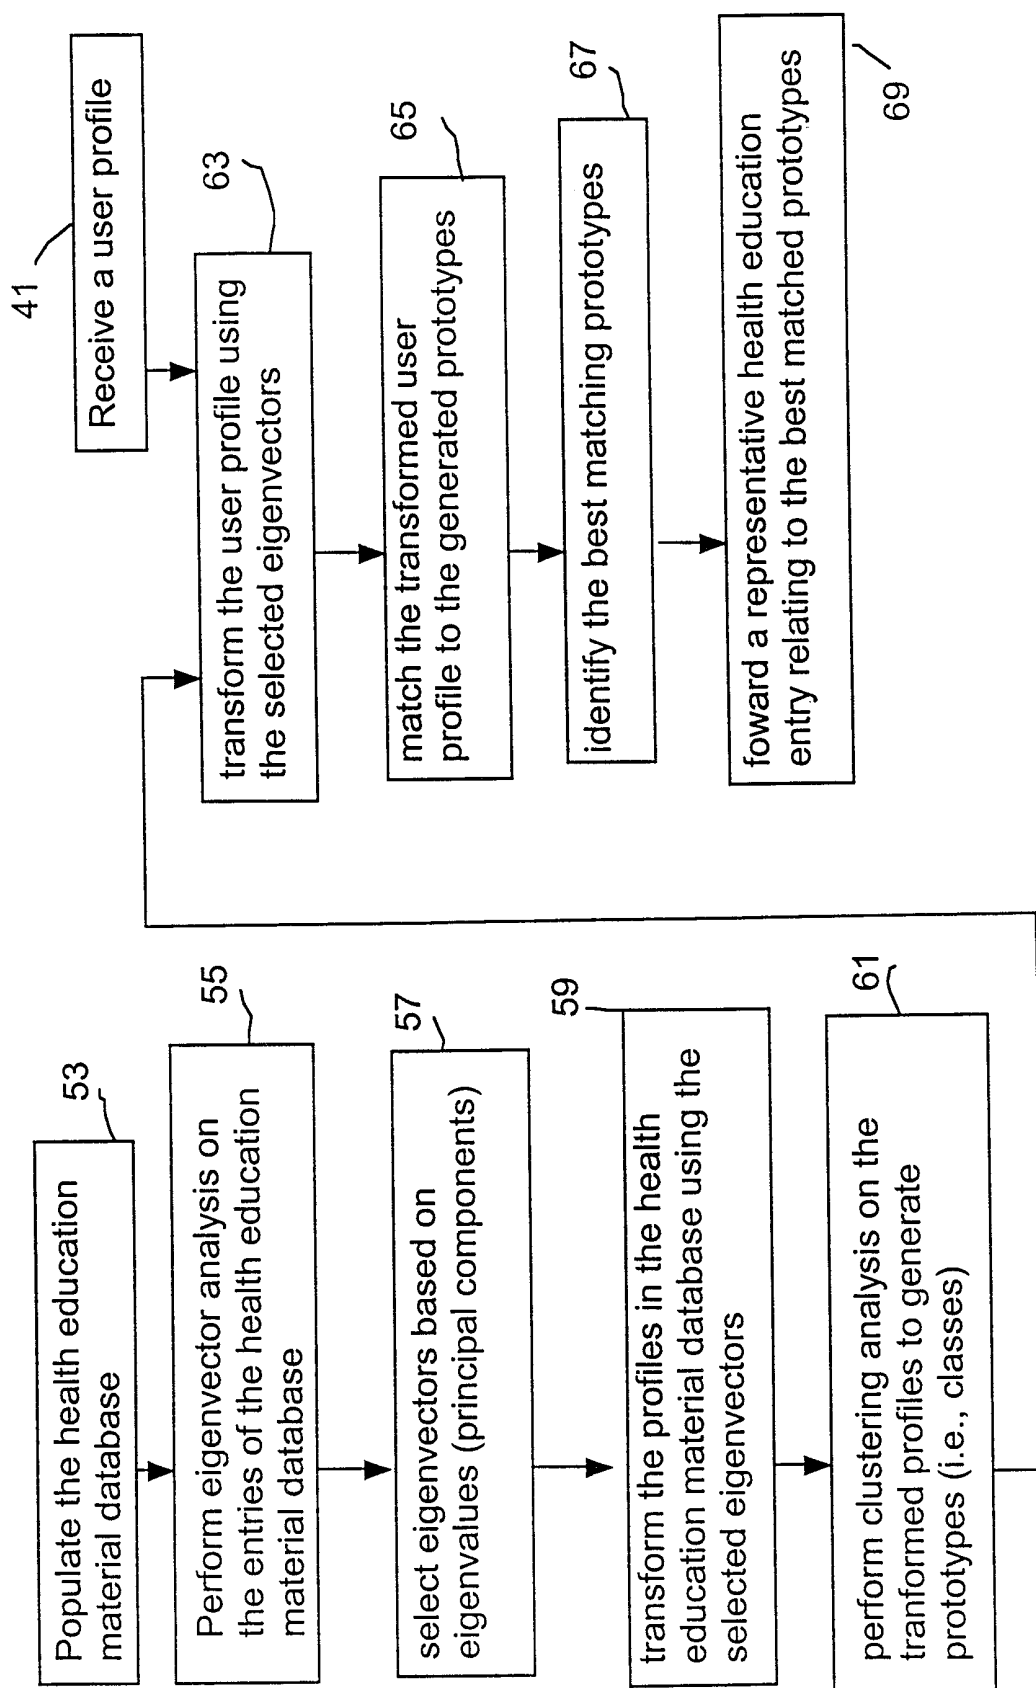 53
Populate the health education
material database
55
Perform eigenvector analysis on
the entries of the health education
material database
57
select eigenvectors based on
eigenvalues (principal components)
59
transform the profiles in the health
education material database using the
selected eigenvectors
61
perform clustering analysis on the
tranformed profiles to generate
prototypes (i.e., classes)
41
Receive a user profile
63
transform the user profile using
the selected eigenvectors
65
match the transformed user
profile to the generated prototypes
67
identify the best matching prototypes
69
foward a representative health education
entry relating to the best matched prototypes